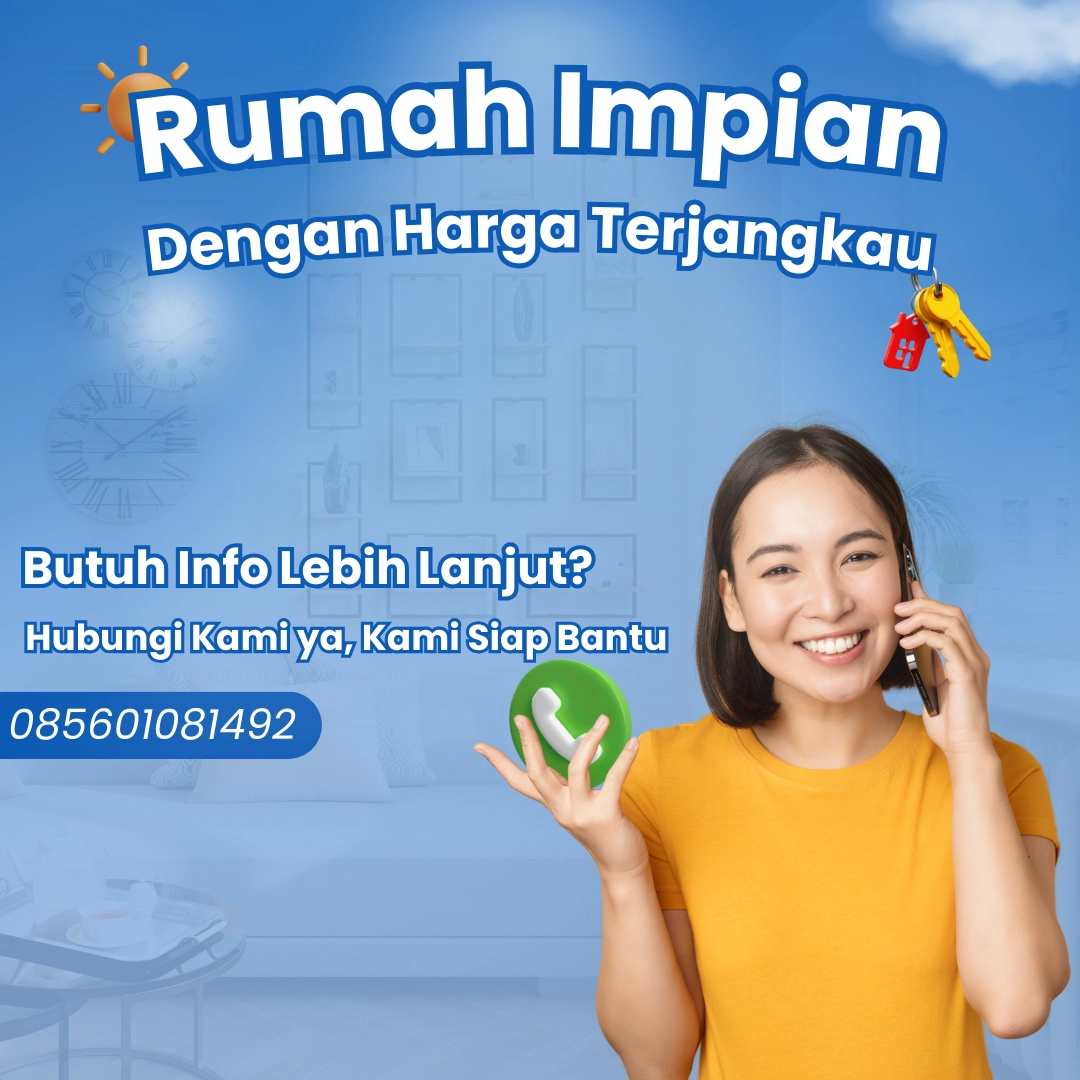 Rumah Impian
Dengan Harga Terjangkau
Butuh Info Lebih Lanjut?
Hubungi Kami ya, Kami Siap Bantu
085601081492